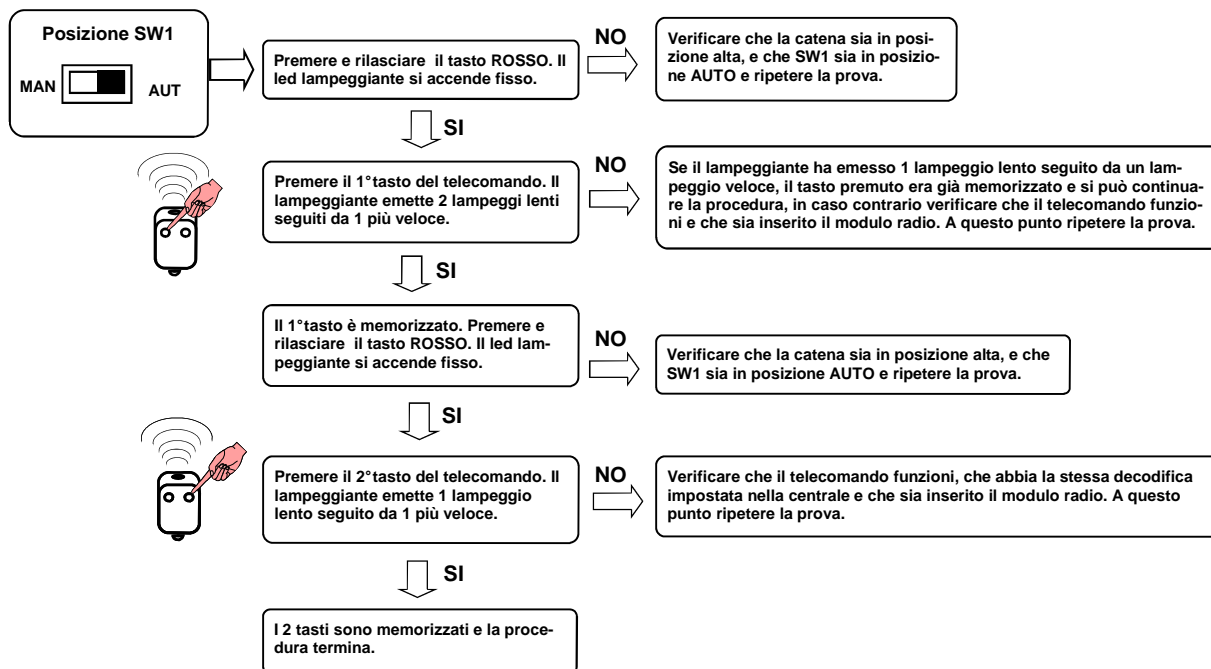 Posizione SW1
MAN
AUT
Premere e rilasciare il tasto ROSSO. Il
led lampeggiante si accende fisso.
NO
Verificare che la catena sia in posi-
zione alta, e che SW1 sia in posizio-
ne AUTO e ripetere la prova.
SI
Premere il 1°tasto del telecomando. Il
lampeggiante emette 2 lampeggi lenti
seguiti da 1 più veloce.
NO
Se il lampeggiante ha emesso 1 lampeggio lento seguito da un lam-
peggio veloce, il tasto premuto era già memorizzato e si può continua-
re la procedura, in caso contrario verificare che il telecomando funzio-
ni e che sia inserito il modulo radio. A questo punto ripetere la prova.
SI
Il 1°tasto è memorizzato. Premere e
rilasciare il tasto ROSSO. Il led lam-
peggiante si accende fisso.
NO
Verificare che la catena sia in posizione alta, e che
SW1 sia in posizione AUTO e ripetere la prova.
SI
Premere il 2°tasto del telecomando. Il
lampeggiante emette 1 lampeggio
lento seguito da 1 più veloce.
NO
Verificare che il telecomando funzioni, che abbia la stessa decodifica
impostata nella centrale e che sia inserito il modulo radio. A questo
punto ripetere la prova.
SI
I 2 tasti sono memorizzati e la proce-
dura termina.